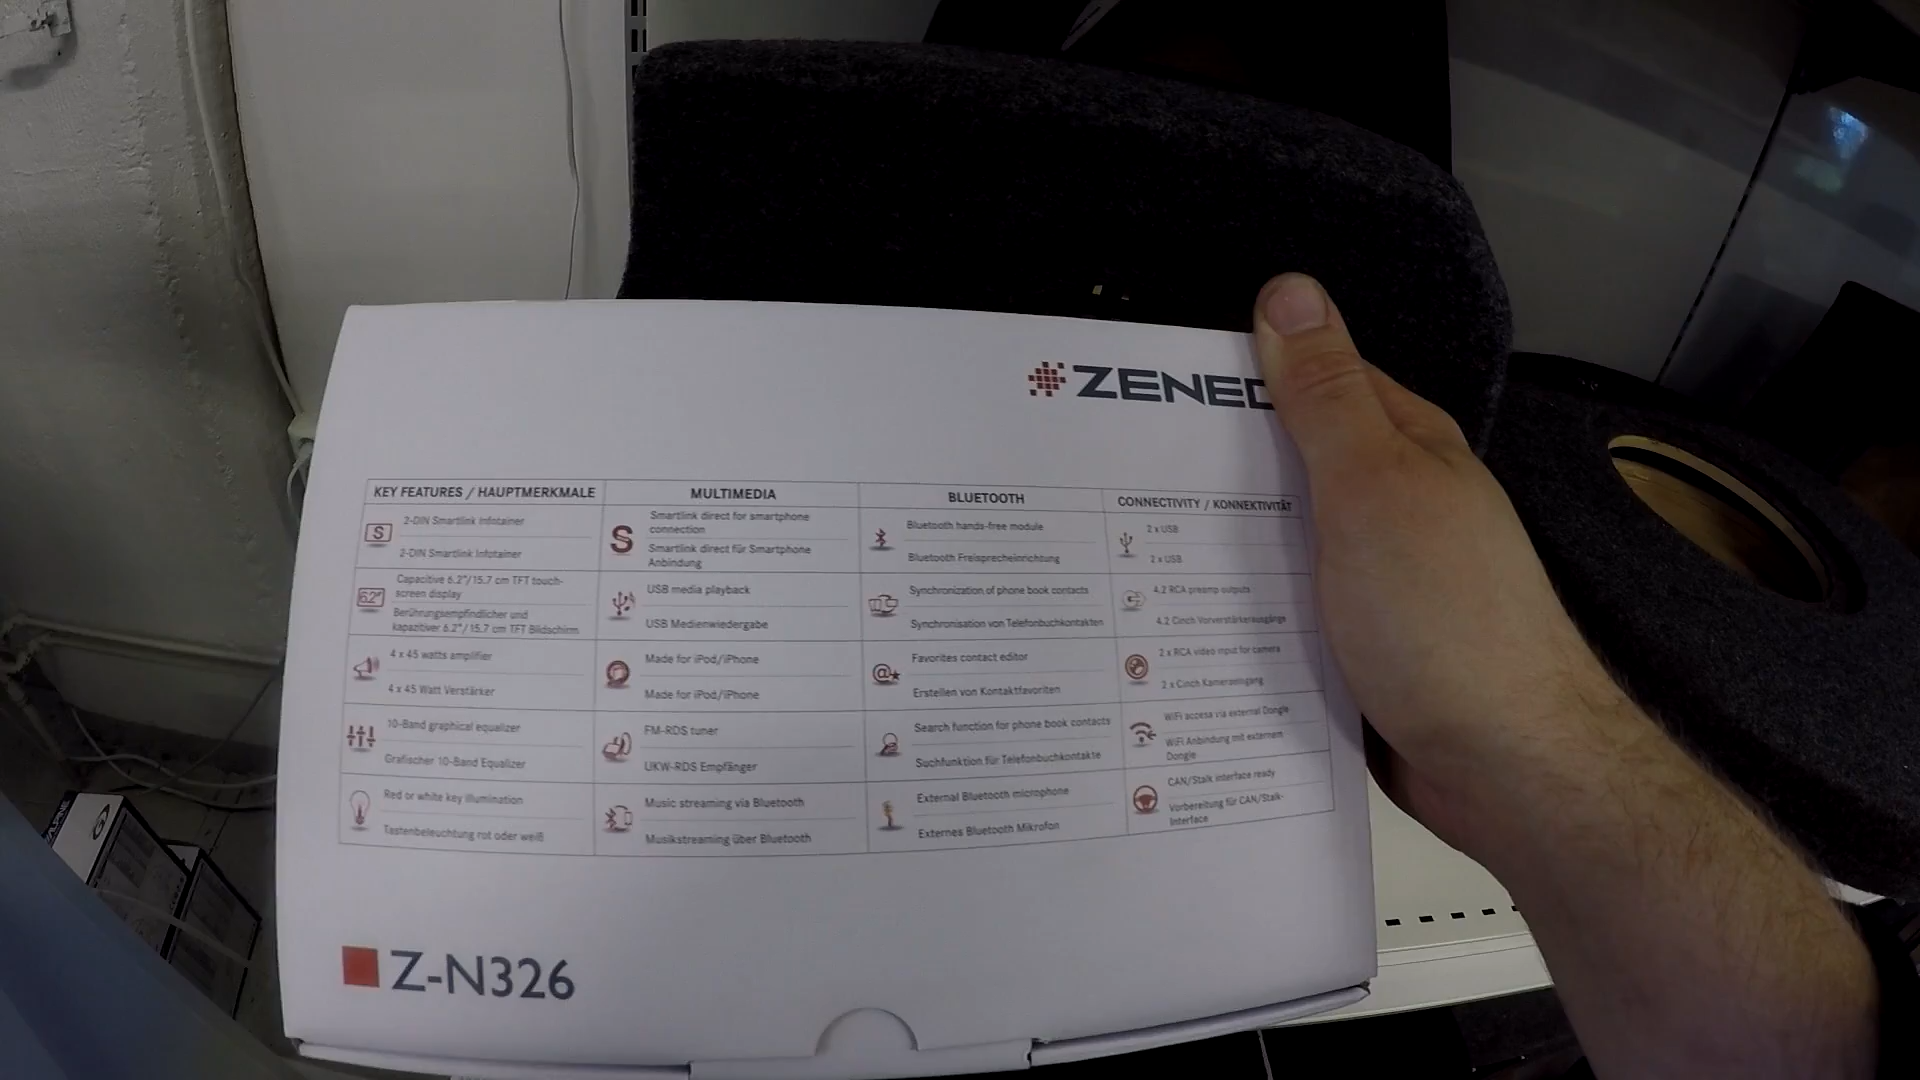 ZENEC
KEY FEATURES / HAUPTMERKMALE
2-DIN Smartlink Infotainer
2-DIN Smartlink Infotainer
6.2"
Capacitive 6.2"/15.7 cm TFT touch-
screen display
Berührungsempfindlicher und
kapazitiver 6.2"/15.7 cm TFT Bildschirm
4 x 45 watts amplifier
4 x 45 Watt Verstärker
10-Band graphical equalizer
Grafischer 10-Band Equalizer
Red or white key illumination
Tastenbeleuchtung rot oder weiß
MULTIMEDIA
Smartlink direct for smartphone
connection
Smartlink direct für Smartphone
Anbindung
USB media playback
USB Medienwiedergabe
Made for iPod/iPhone
Made for iPod/iPhone
FM-RDS tuner
UKW-RDS Empfänger
Music streaming via Bluetooth
Musikstreaming über Bluetooth
BLUETOOTH
Bluetooth hands-free module
Bluetooth Freisprecheinrichtung
Synchronization of phone book contacts
Synchronisation von Telefonbuchkontakten
Favorites contact editor
Erstellen von Kontaktfavoriten
Search function for phone book contacts
Suchfunktion für Telefonbuchkontakte
External Bluetooth microphone
Externes Bluetooth Mikrofon
CONNECTIVITY / KONNEKTIVITÄT
2 x USB
2 x USB
4.2 RCA preamp outputs
4.2 Cinch Vorverstärkerausgänge
2 x RCA video input for camera
2 x Cinch Kameraeingang
WiFi access via external Dongle
WiFi Anbindung mit externem
Dongle
CAN/Stalk interface ready
Vorbereitung für CAN/Stalk-
Interface
Z-N326
ALPINE